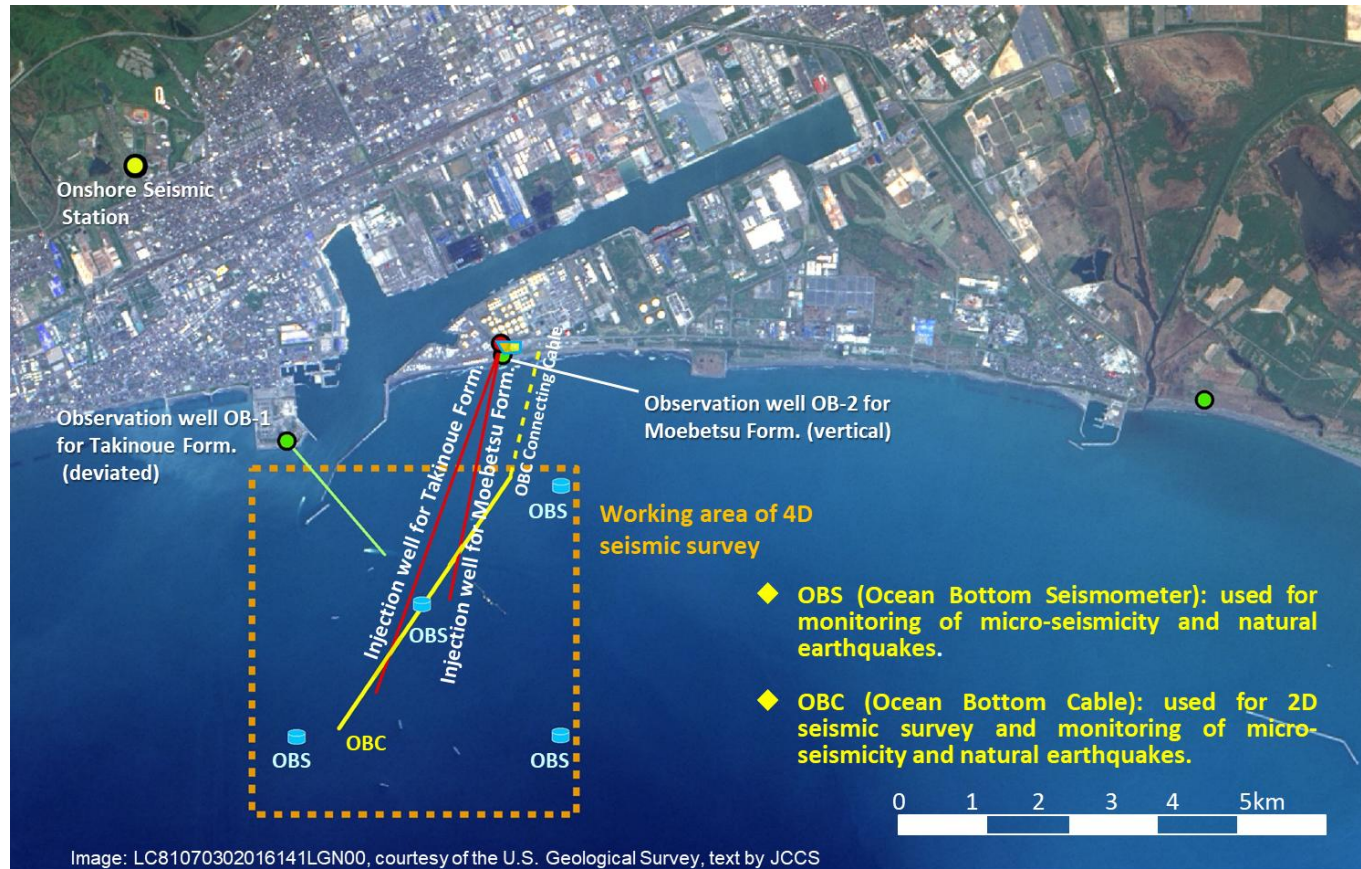 Onshore Seismic
Station
Observation well OB-1
for Takinoue Form.
(deviated)
Injection well for Takinoue Form.
Injection well for Moebetsu Form.
OBC Connecting Cable
Observation well OB-2 for
Moebetsu Form. (vertical)
OBS
Working area of 4D
seismic survey
OBS
OBS
OBC
OBS
◆ OBS (Ocean Bottom Seismometer): used for
monitoring of micro-seismicity and natural
earthquakes.
◆ OBC (Ocean Bottom Cable): used for 2D
seismic survey and monitoring of micro-
seismicity and natural earthquakes.
0 1 2 3 4 5km
Image: LC81070302016141LGN00, courtesy of the U.S. Geological Survey, text by JCCS